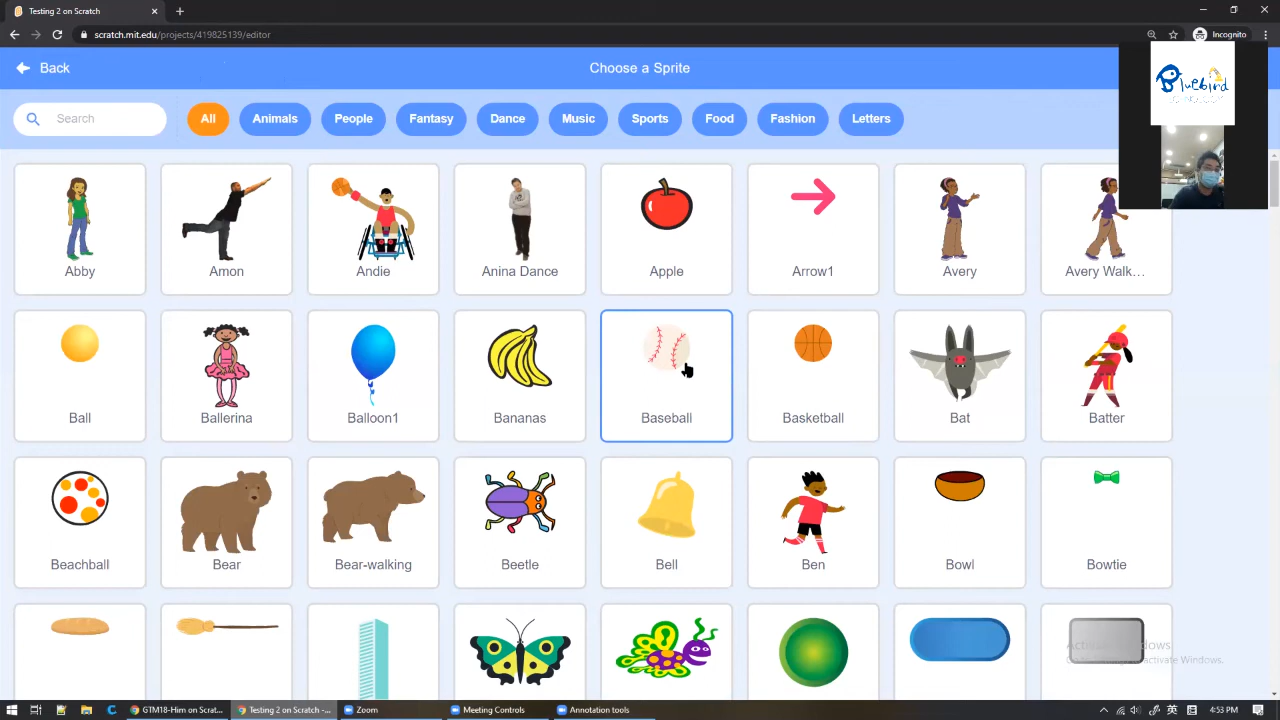 Testing 2 on Scratch
scratch.mit.edu/projects/419825139/editor
Incognito
Back
Choose a Sprite
Bluebird
Search
All
Animals
People
Fantasy
Dance
Music
Sports
Food
Fashion
Letters
Abby
Amon
Andie
Anina Dance
Apple
Arrow1
Avery
Avery Walk…
Ball
Ballerina
Balloon1
Bananas
Baseball
Basketball
Bat
Batter
Beachball
Bear
Bear-walking
Beetle
Bell
Ben
Bowl
Bowtie
GTM18-Him on Scrat...
Testing 2 on Scratch -...
Zoom
Meeting Controls
Annotation tools
英
4:53 PM